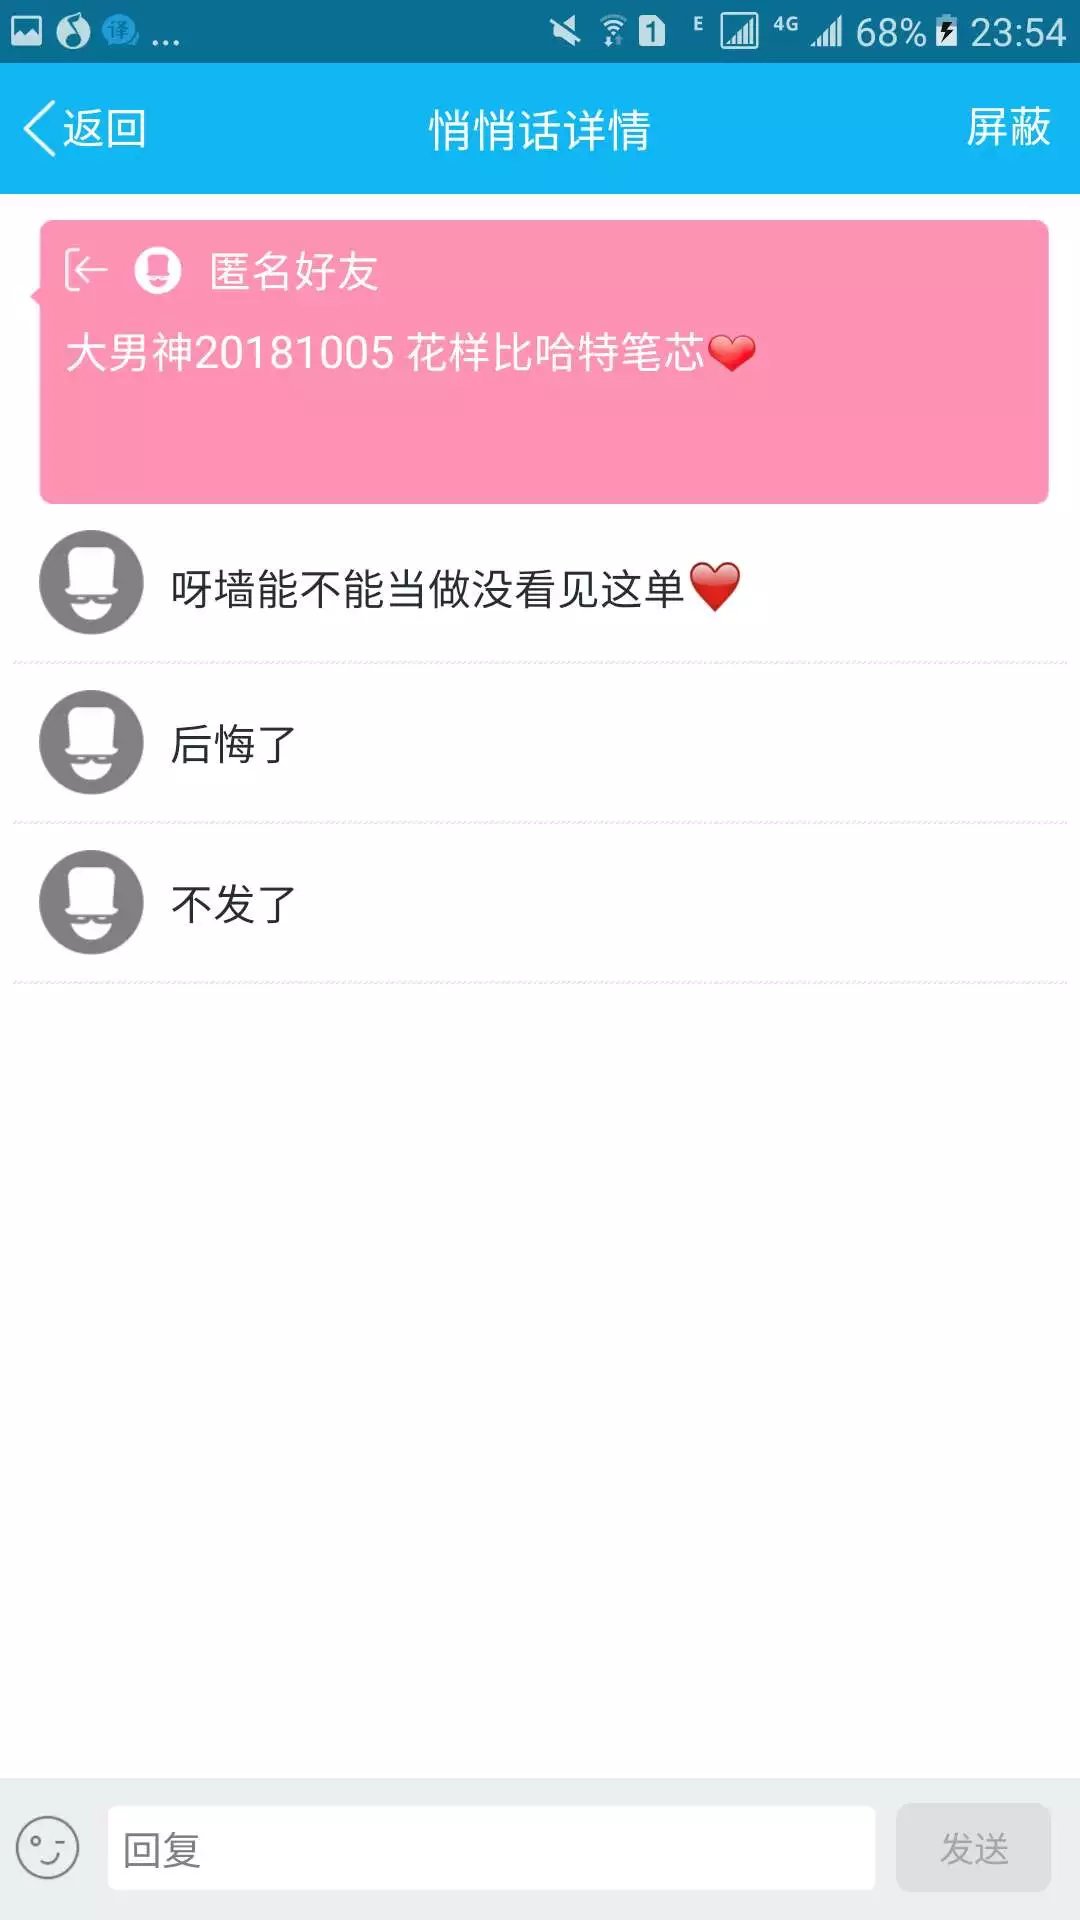 译 ... 1 E 4G 68% 23:54
返回 悄悄话详情 屏蔽
匿名好友
大男神20181005 花样比哈特笔芯❤
呀墙能不能当做没看见这单❤
后悔了
不发了
回复 发送